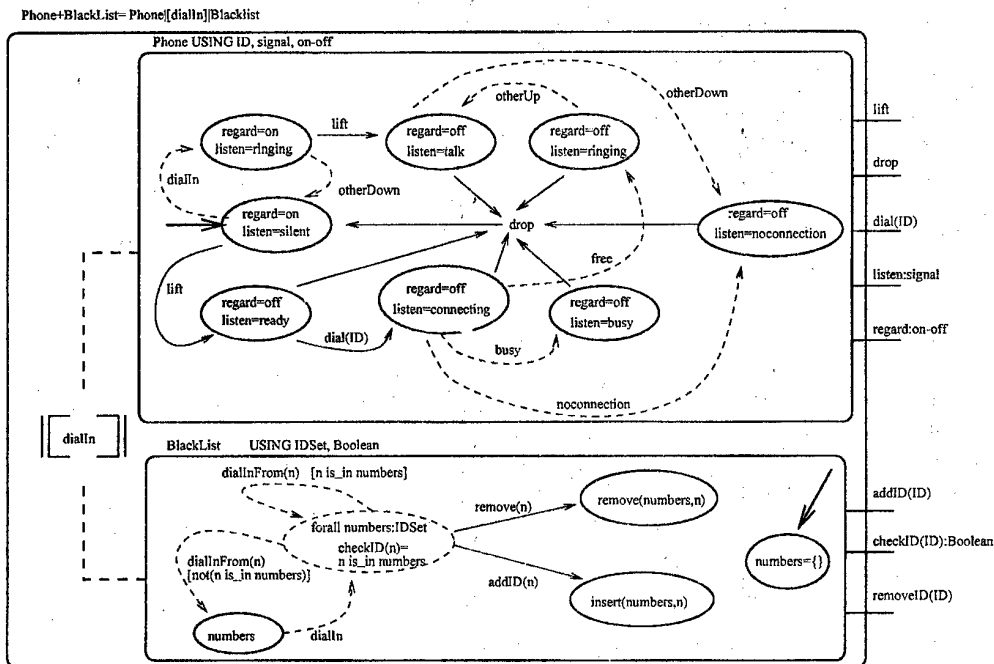 Phone+BlackList= Phone|[dialIn]|Blacklist
Phone USING ID, signal, on-off
otherUp
otherDown
lift
regard=on
listen=ringing
lift
regard=off
listen=talk
regard=off
listen=ringing
drop
dialIn
otherDown
regard=on
listen=silent
drop
regard=off
listen=noconnection
dial(ID)
free
listen:signal
lift
regard=off
listen=ready
regard=off
listen=connecting
regard=off
listen=busy
regard:on-off
dial(ID)
busy
noconnection
dialIn
BlackList USING IDSet, Boolean
dialInFrom(n) [n is_in numbers]
remove(n)
remove(numbers,n)
addID(ID)
forall numbers:IDSet
checkID(n)=
n is_in numbers
checkID(ID):Boolean
dialInFrom(n)
[not(n is_in numbers)]
numbers={}
addID(n)
insert(numbers,n)
removeID(ID)
numbers
dialIn